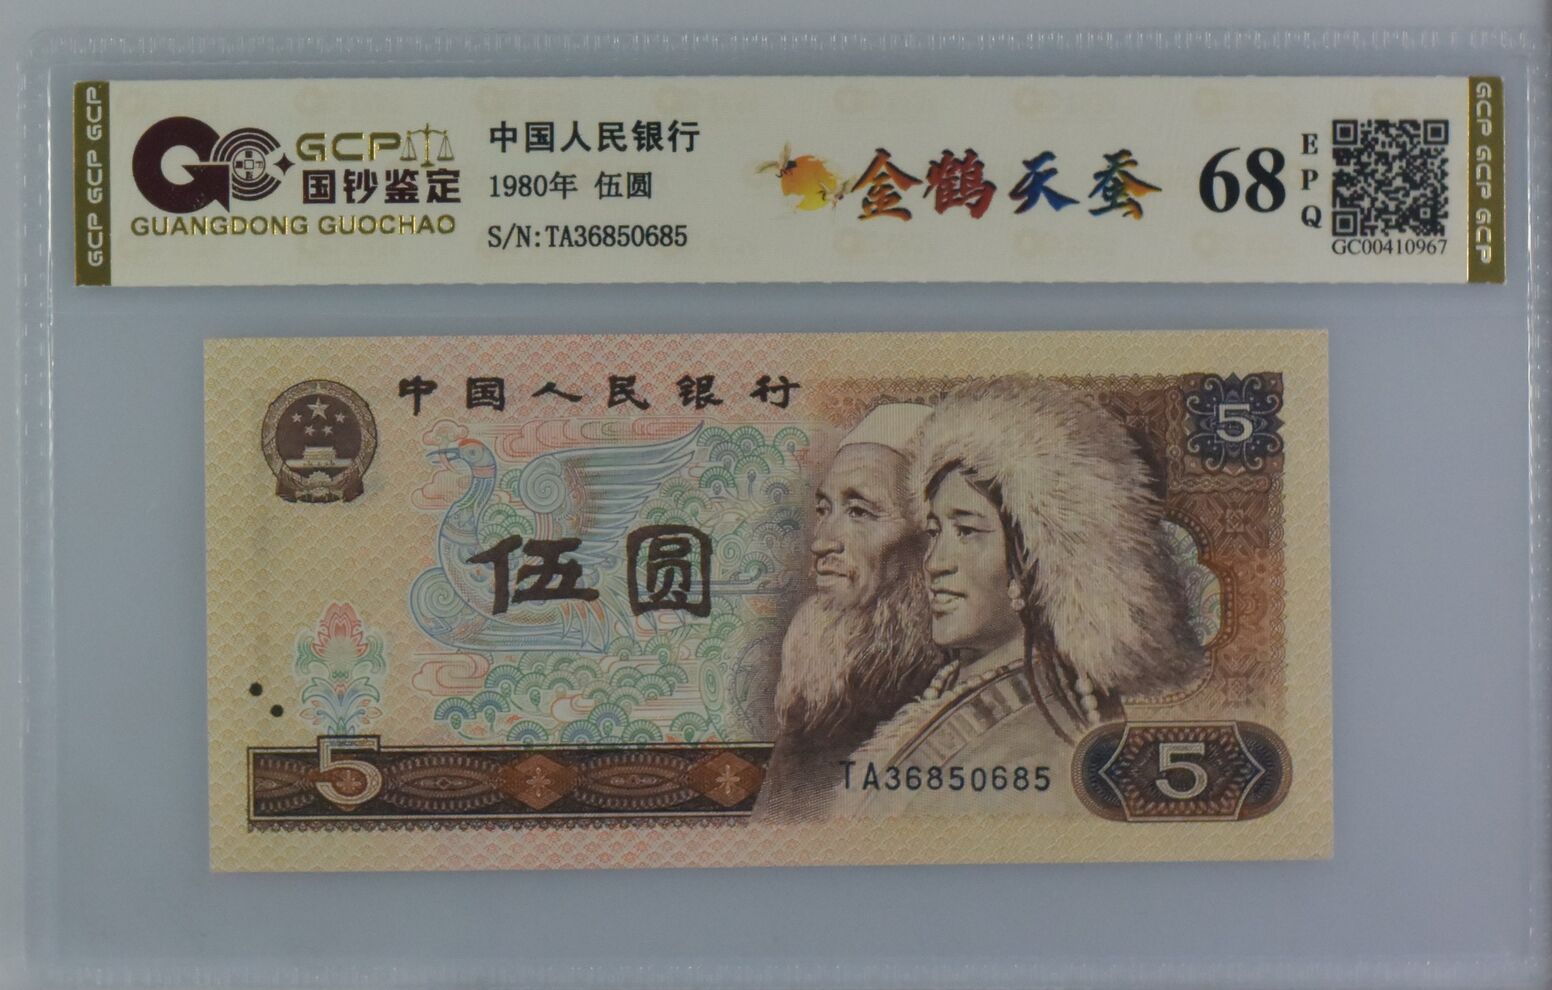 GCP GCP GCP
GCP
国钞鉴定
GUANGDONG GUOCHAO
中国人民银行
1980年 伍圆
S/N:TA36850685
金鹤天蚕
68
EPQ
GC00410967
GCP GCP GCP
中国人民银行
5
伍圆
5
TA36850685
5